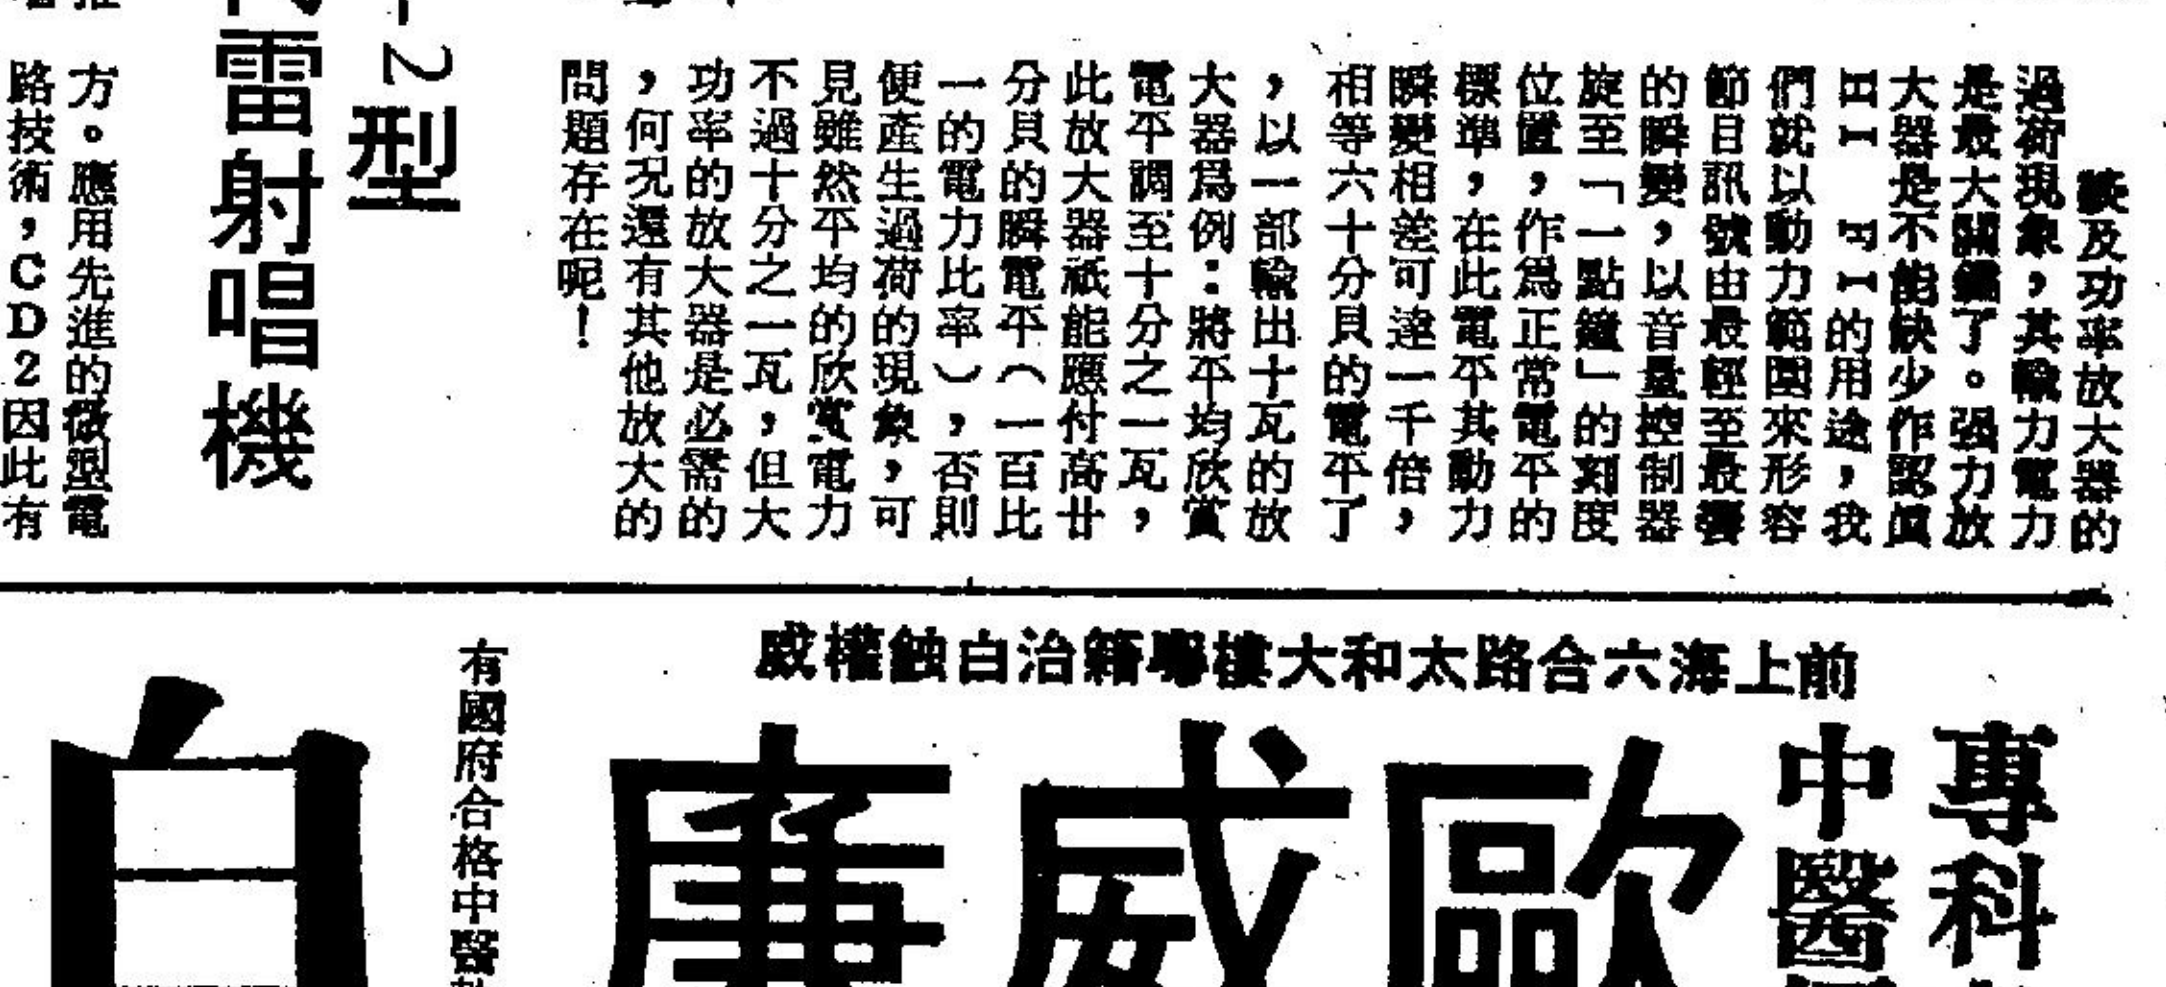 談及功率放大器的
過荷現象，其輸力電力
是最大關鍵了。强力放
大器是不能缺少作認眞
HI FI的用途，我
們就以動力範圍來形容
節目訊號由最輕至最響
的瞬變，以音量控制器
旋至「一點鐘」的刻度
位置，作爲正常電平的
標準，在此電平其動力
瞬變相差可達一千倍，
相等六十分貝的電平了
，以一部輸出十瓦的放
大器爲例：將平均欣賞
電平調至十分之一瓦，
此放大器祇能應付高廿
分貝的瞬電平（一百比
一的電力比率），否則
便產生過荷的現象，可
見雖然平均的欣賞電力
不過十分之一瓦，但大
功率的放大器是必需的
，何況還有其他放大的
問題存在呢！
-2型
雷射唱機
方。應用先進的微型電
路技術，CD2因此有
前上海六合路太和大樓專籍治白蝕權威
專科
中醫
歐威廉
有國府合格中醫
白